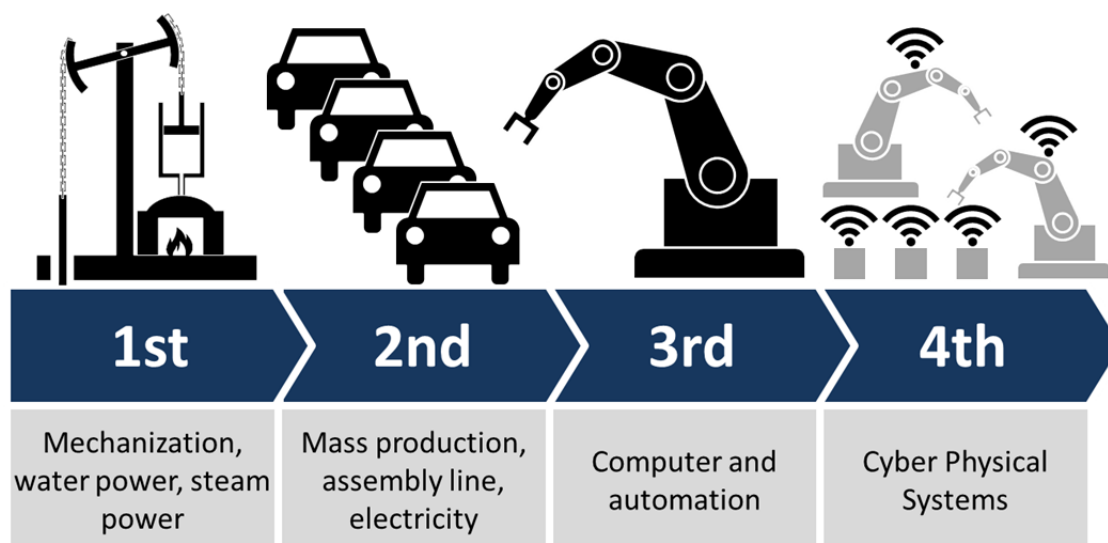 1st
2nd
3rd
4th
Mechanization,
water power, steam
power
Mass production,
assembly line,
electricity
Computer and
automation
Cyber Physical
Systems